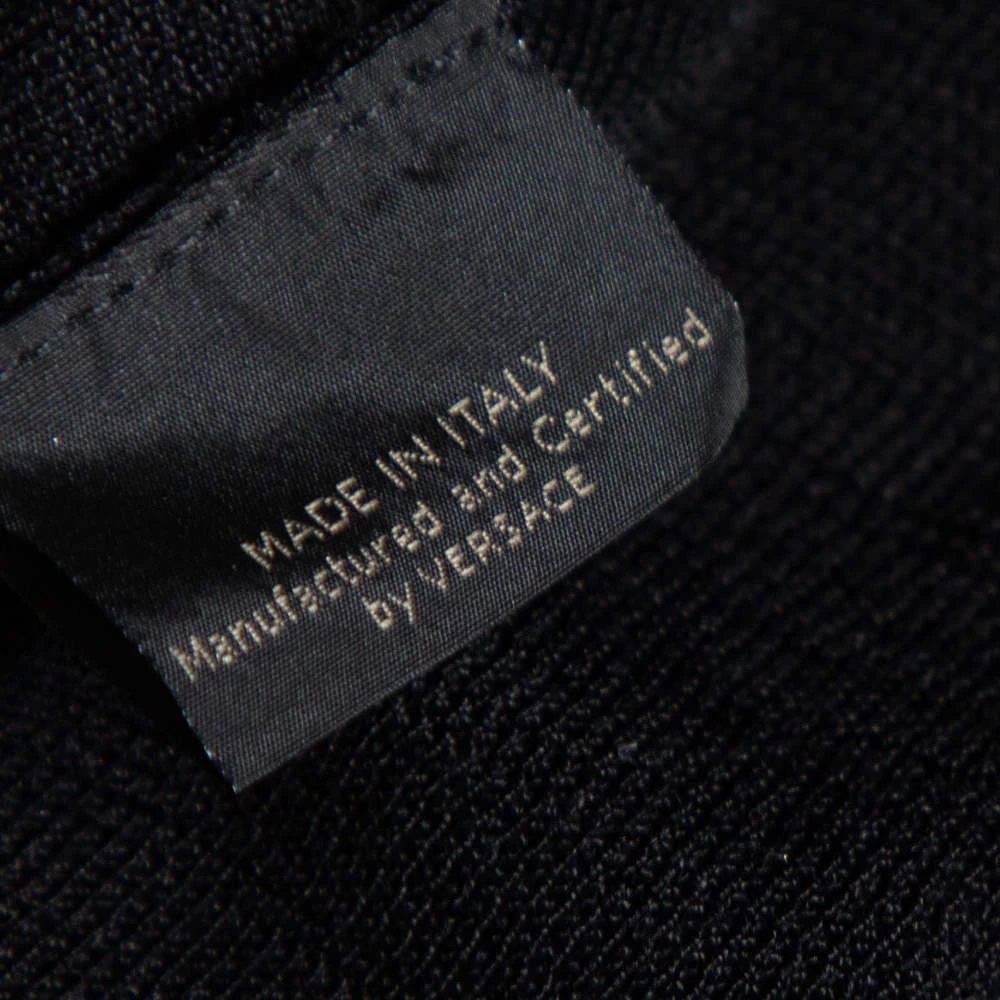 MADE IN ITALY
Manufactured and Certified
by VERSACE